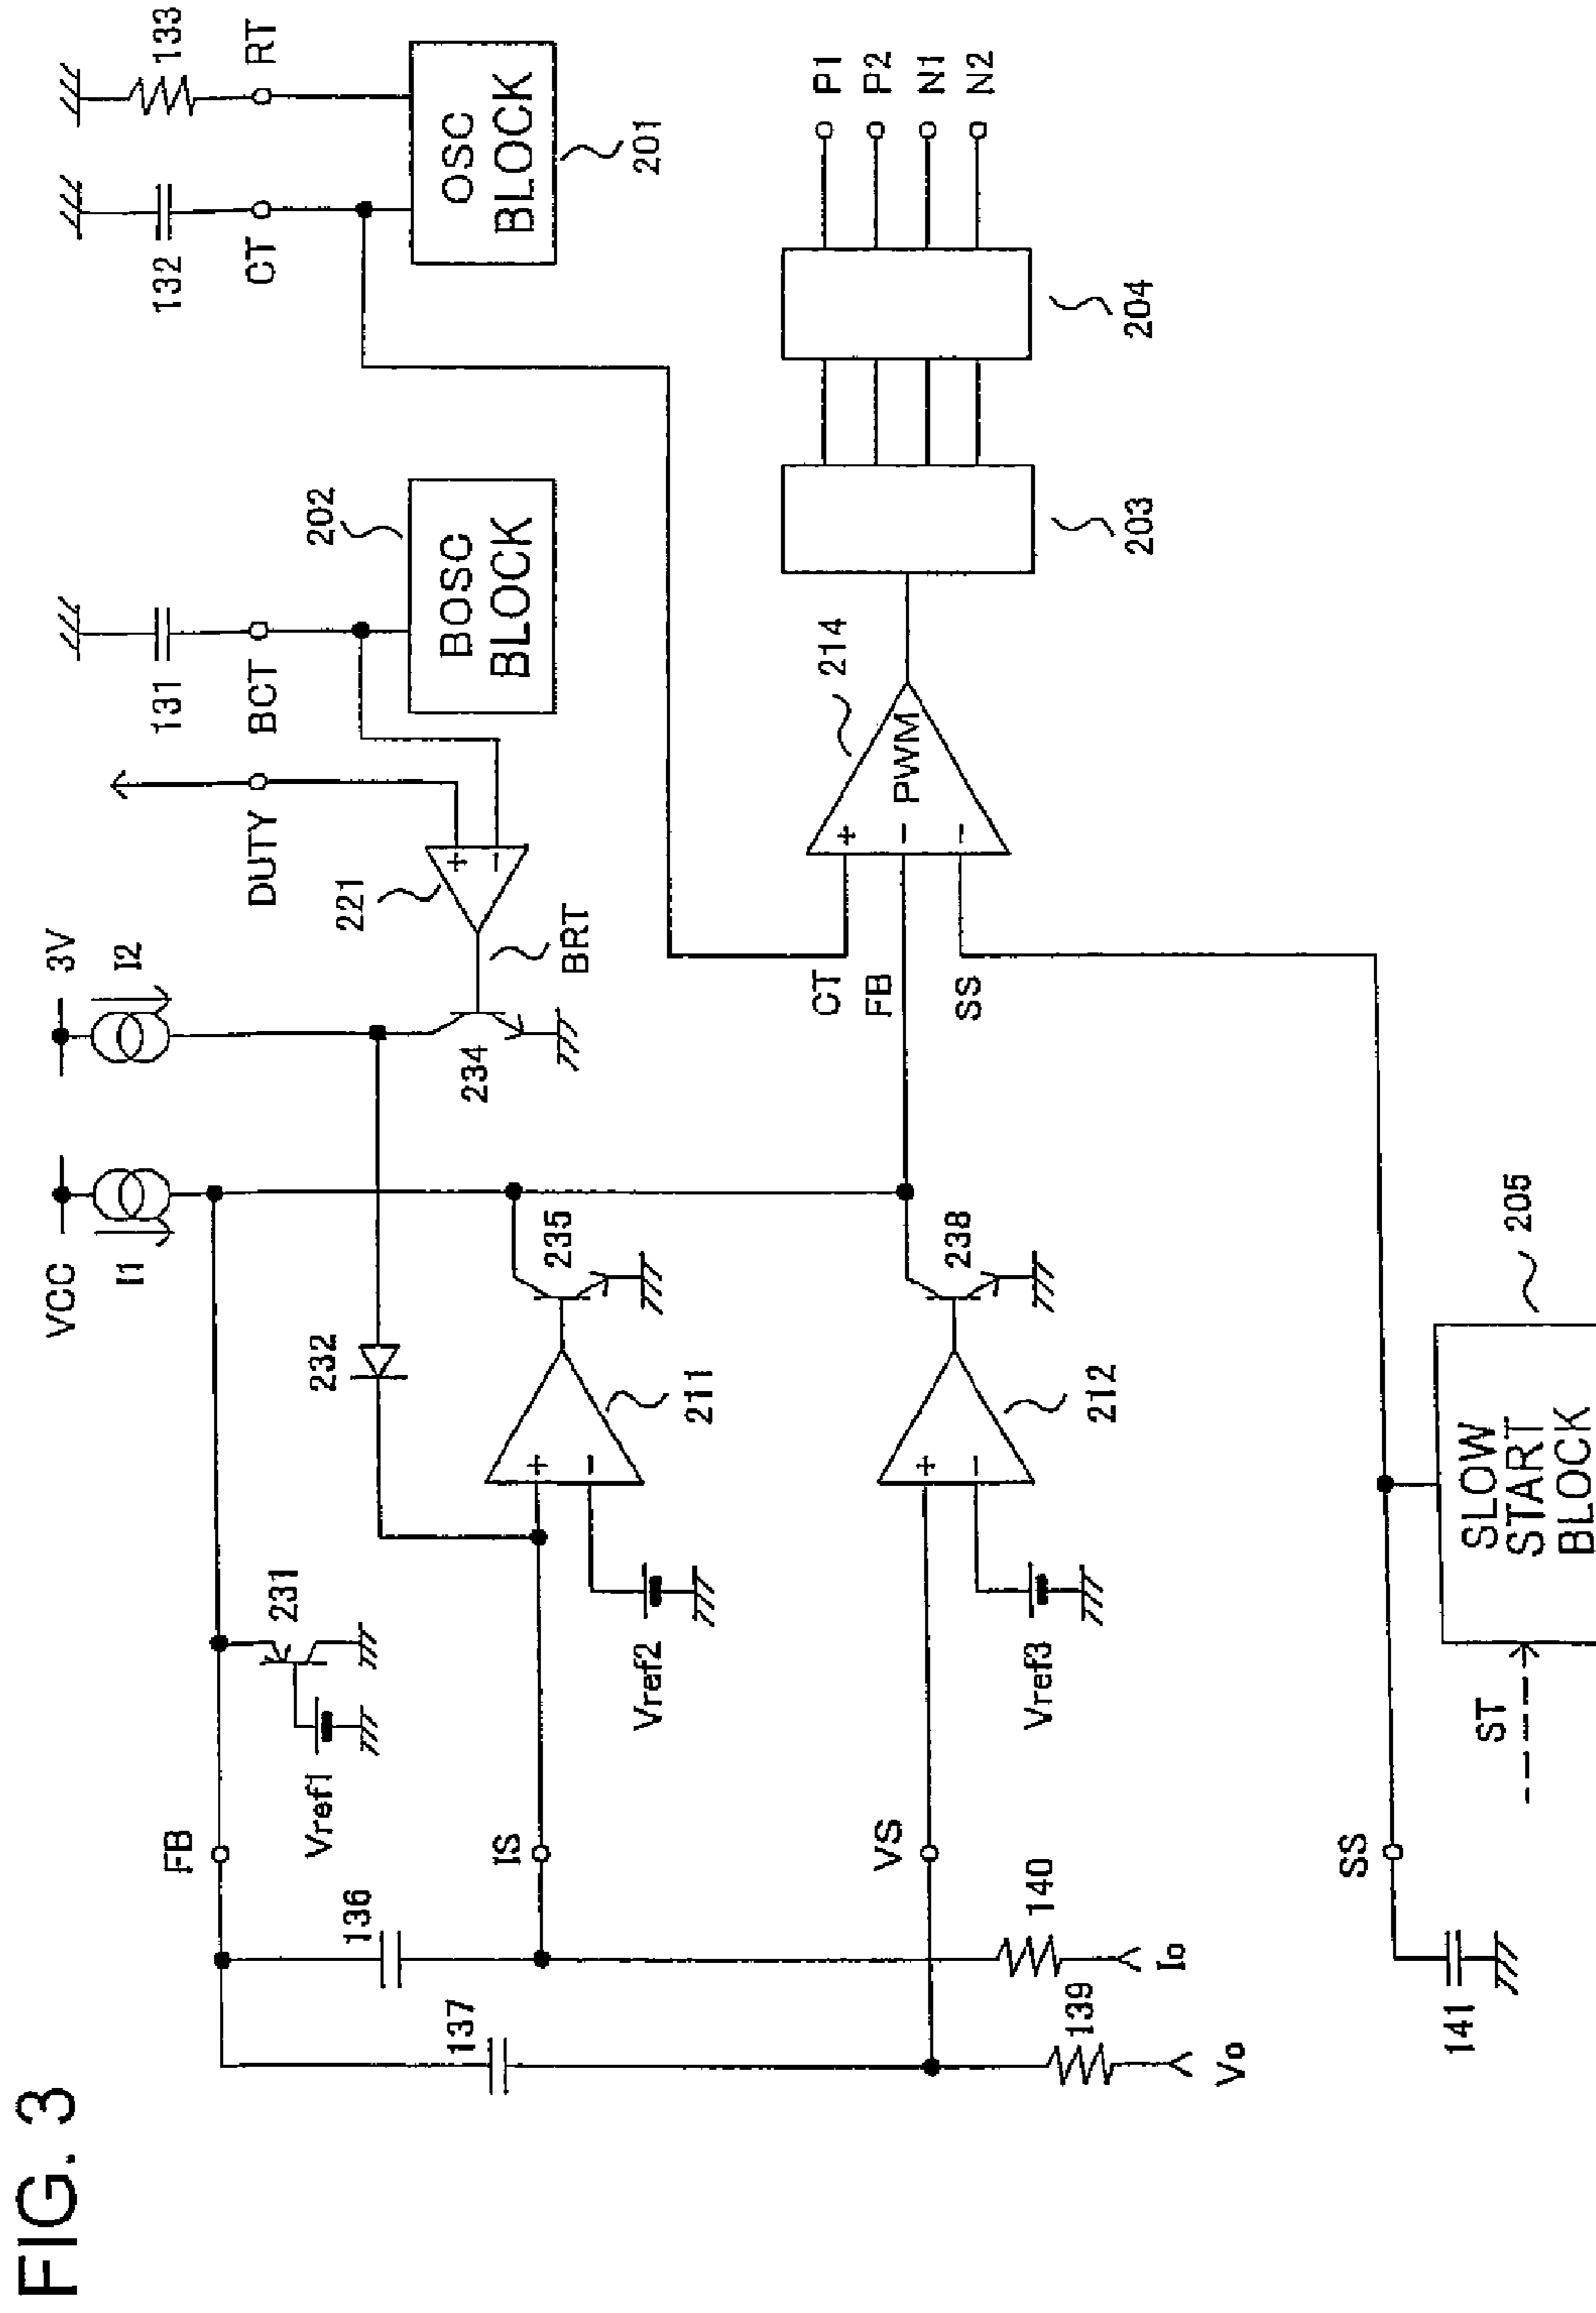 FIG. 3
VCC
3V
I1
I2
FB
Vref1
231
232
DUTY
BCT
131
132
CT
133
RT
136
137
IS
Vref2
211
235
234
BRT
221
202
BOSC
BLOCK
OSC
BLOCK
201
VS
Vref3
212
238
CT
FB
SS
PWM
214
203
204
P1
P2
N1
N2
140
Io
139
Vo
SS
141
ST
SLOW
START
BLOCK
205